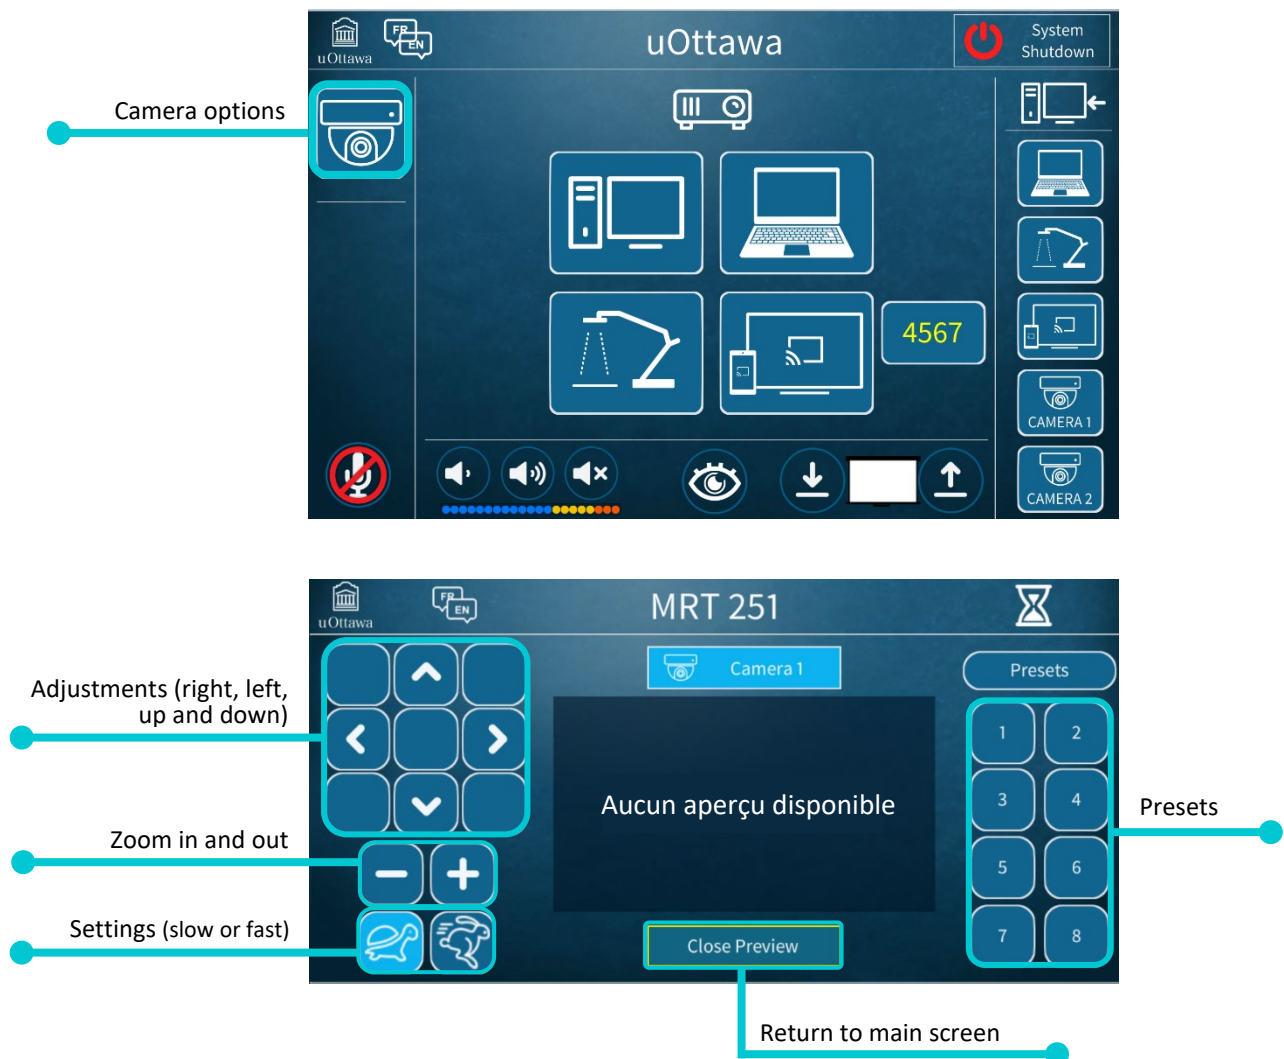 uOttawa
FR
EN
uOttawa
System
Shutdown
Camera options
4567
CAMERA 1
CAMERA 2
uOttawa
FR
EN
MRT 251
Camera 1
Presets
Adjustments (right, left,
up and down)
1
2
Aucun aperçu disponible
3
4
Presets
Zoom in and out
5
6
Settings (slow or fast)
Close Preview
7
8
Return to main screen